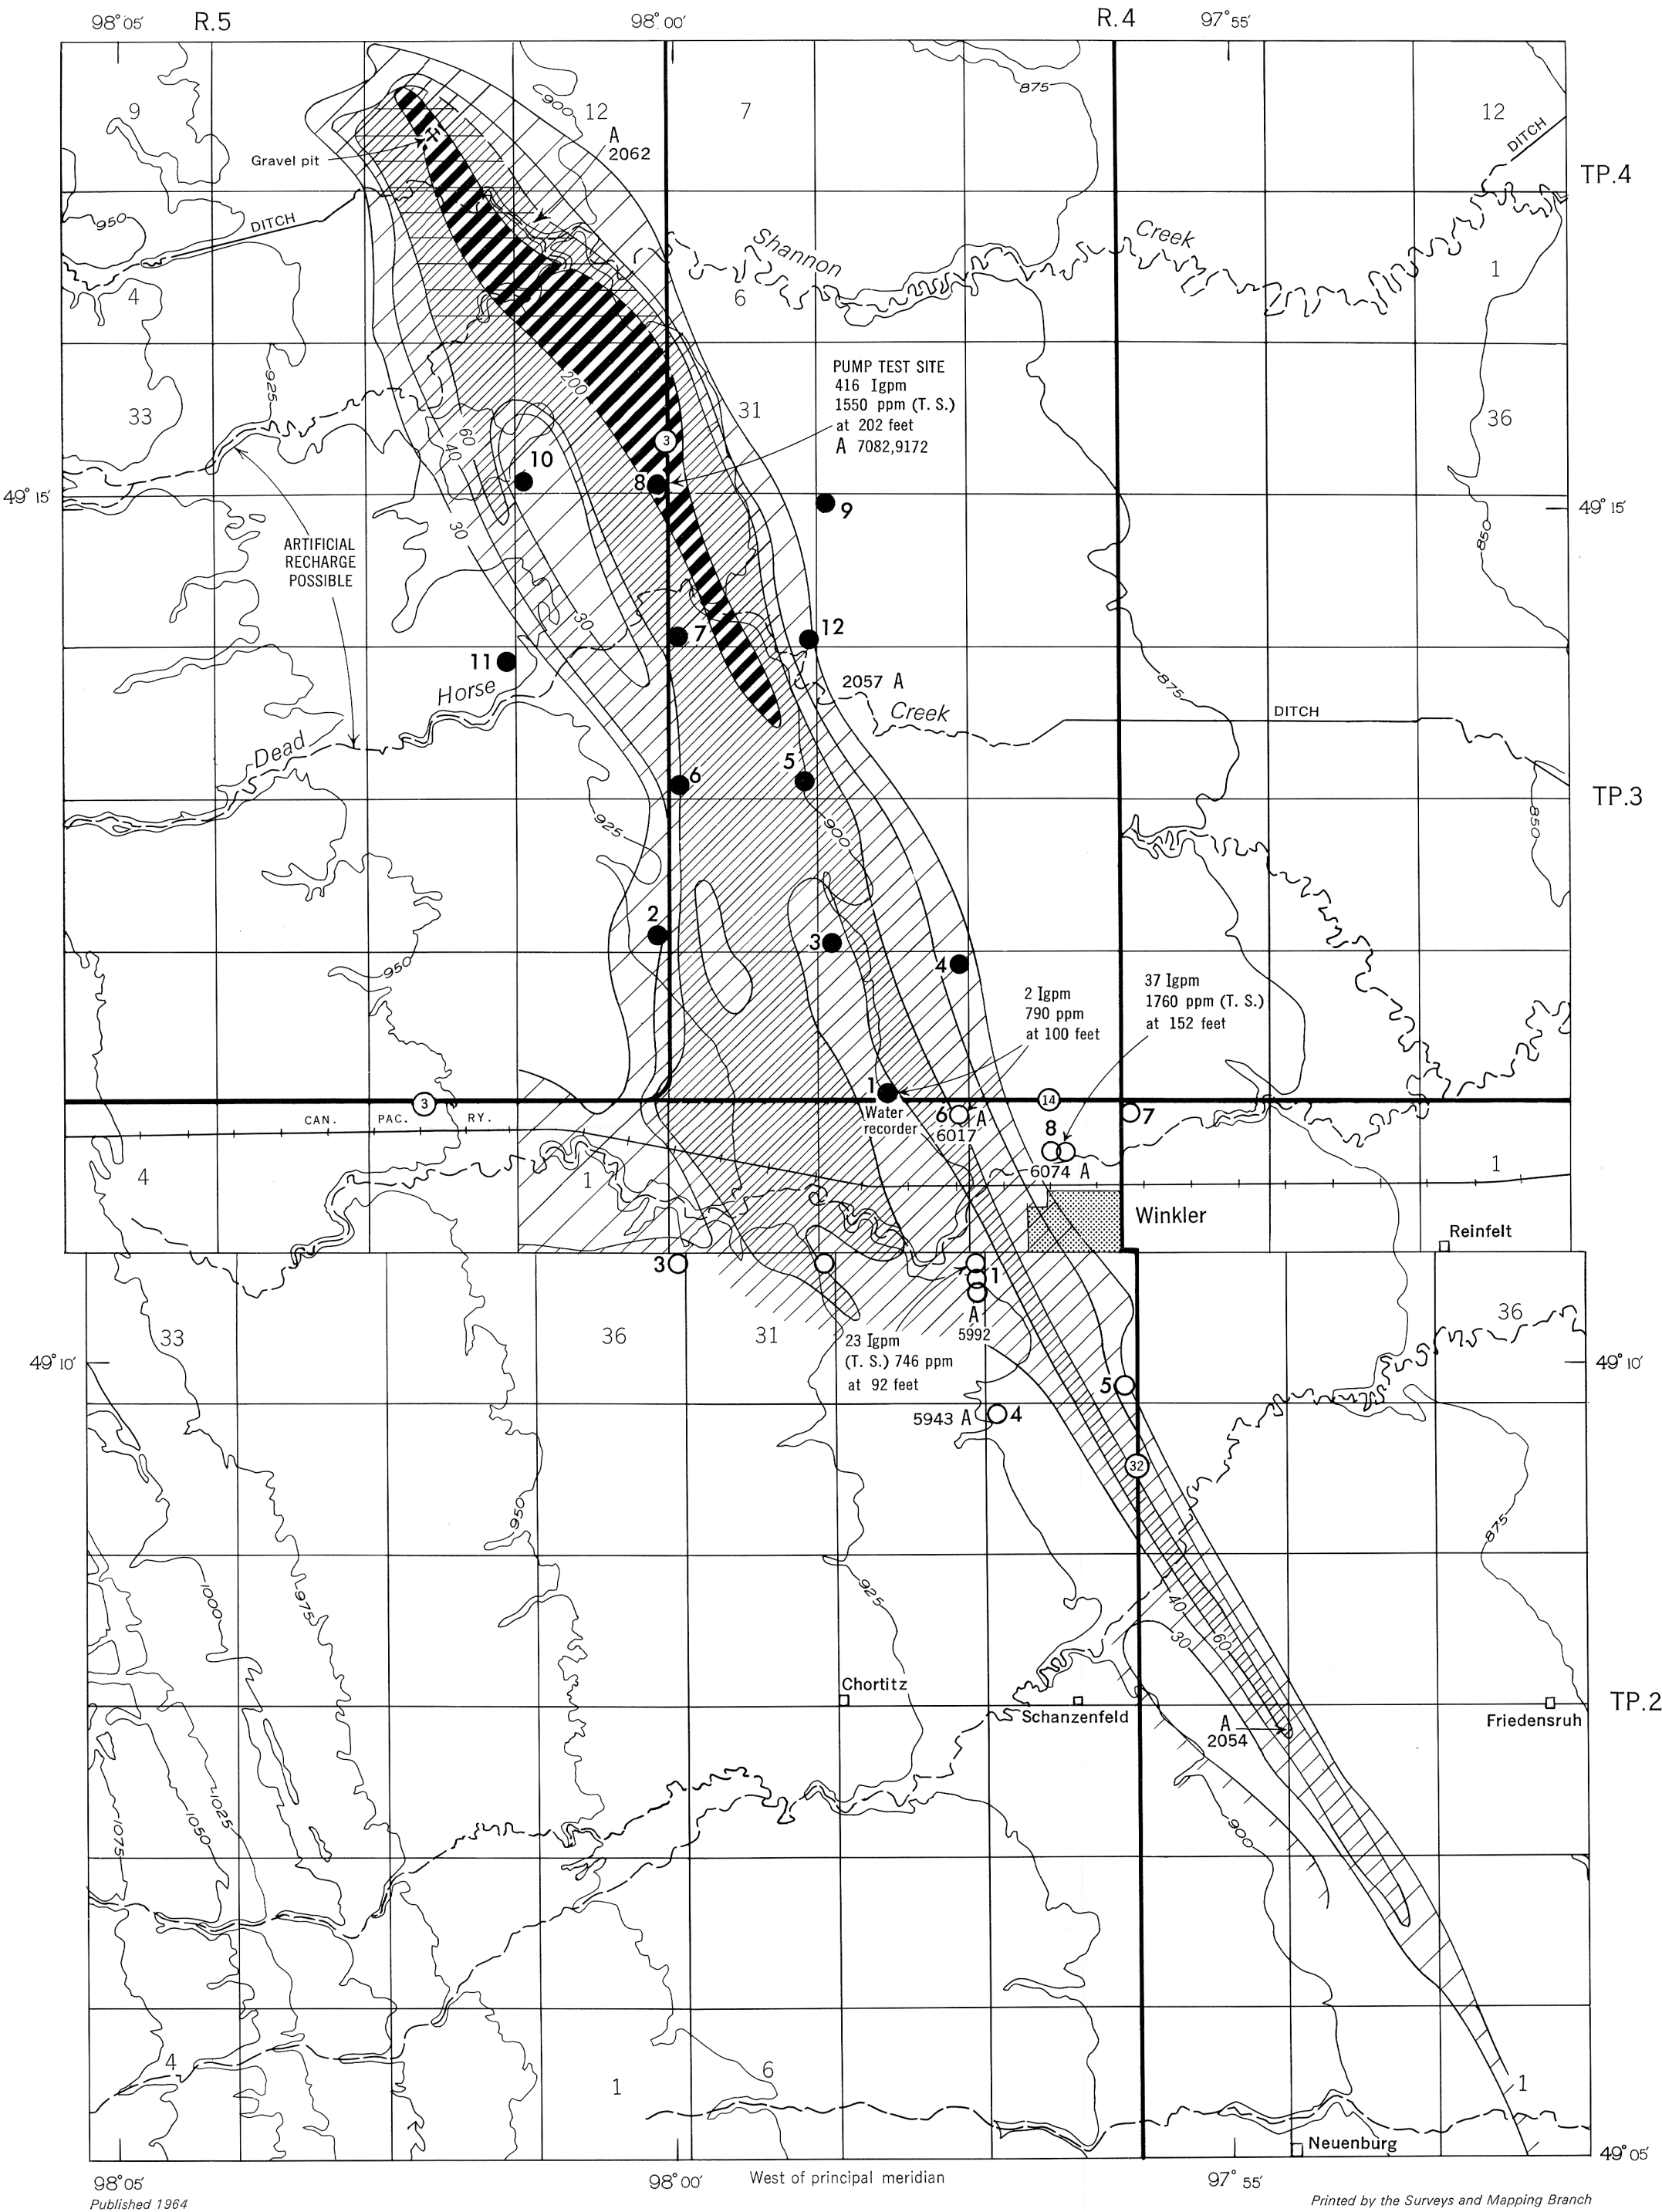 98° 05′ R.5 98° 00′ R.4 97° 55′
9
900
12
7
875
12
DITCH
A
2062
Gravel pit
TP.4
950
DITCH
Shannon
Creek
4
6
1
925
200
33
31
36
PUMP TEST SITE
416 Igpm
1550 ppm (T. S.)
at 202 feet
A 7082,9172
3
60
40
10
8
9
49° 15′
49° 15′
30
850
ARTIFICIAL
RECHARGE
POSSIBLE
30
7
12
11
Horse
2057 A
875
Creek
DITCH
Dead
6
5
TP.3
925
900
850
2
3
4
950
37 Igpm
1760 ppm (T. S.)
at 152 feet
2 Igpm
790 ppm
at 100 feet
1
3
14
Water
recorder
6
A
6017
7
CAN. PAC. RY.
8
6074 A
4
1
1
Winkler
Reinfelt
3
1
A
5992
33
36
31
36
23 Igpm
(T. S.) 746 ppm
at 92 feet
49° 10′
49° 10′
5
5943 A
4
32
950
875
1000
975
925
40
30
60
Chortitz
Schanzenfeld
A
2054
Friedensruh
TP.2
1075
1050
1025
900
4
1
6
1
Neuenburg
49° 05′
98° 05′ 98° 00′ West of principal meridian 97° 55′
Published 1964
Printed by the Surveys and Mapping Branch